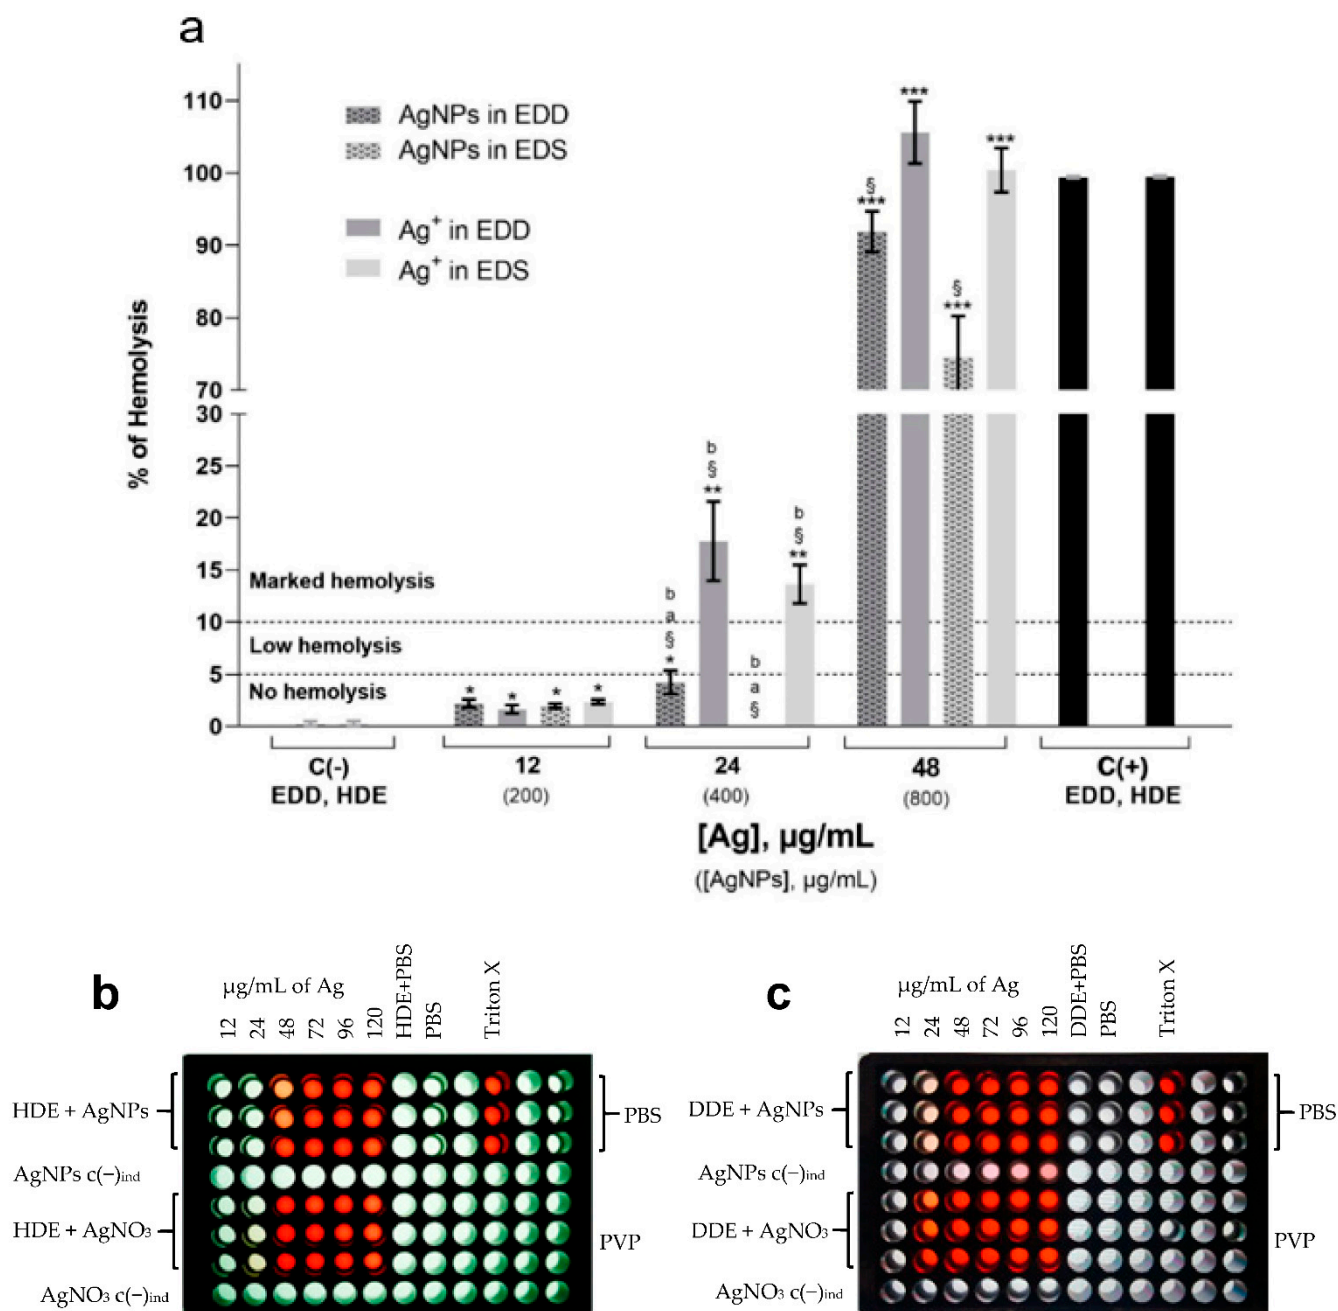 a
110
100
90
80
70
30
25
20
15
10
5
0
% of Hemolysis
AgNPs in EDD
AgNPs in EDS
Ag⁺ in EDD
Ag⁺ in EDS
Marked hemolysis
Low hemolysis
No hemolysis
*
*
*
*
b
a
§
*
b
§
**
b
a
§
b
§
**
§
***
***
§
***
***
C(-)
EDD, HDE
12
(200)
24
(400)
48
(800)
C(+)
EDD, HDE
[Ag], µg/mL
([AgNPs], µg/mL)
b
µg/mL of Ag
12 24 48 72 96 120 HDE+PBS PBS Triton X
HDE + AgNPs
AgNPs c(−)ind
HDE + AgNO₃
AgNO₃ c(−)ind
PBS
PVP
c
µg/mL of Ag
12 24 48 72 96 120 DDE+PBS PBS Triton X
DDE + AgNPs
AgNPs c(−)ind
DDE + AgNO₃
AgNO₃ c(−)ind
PBS
PVP